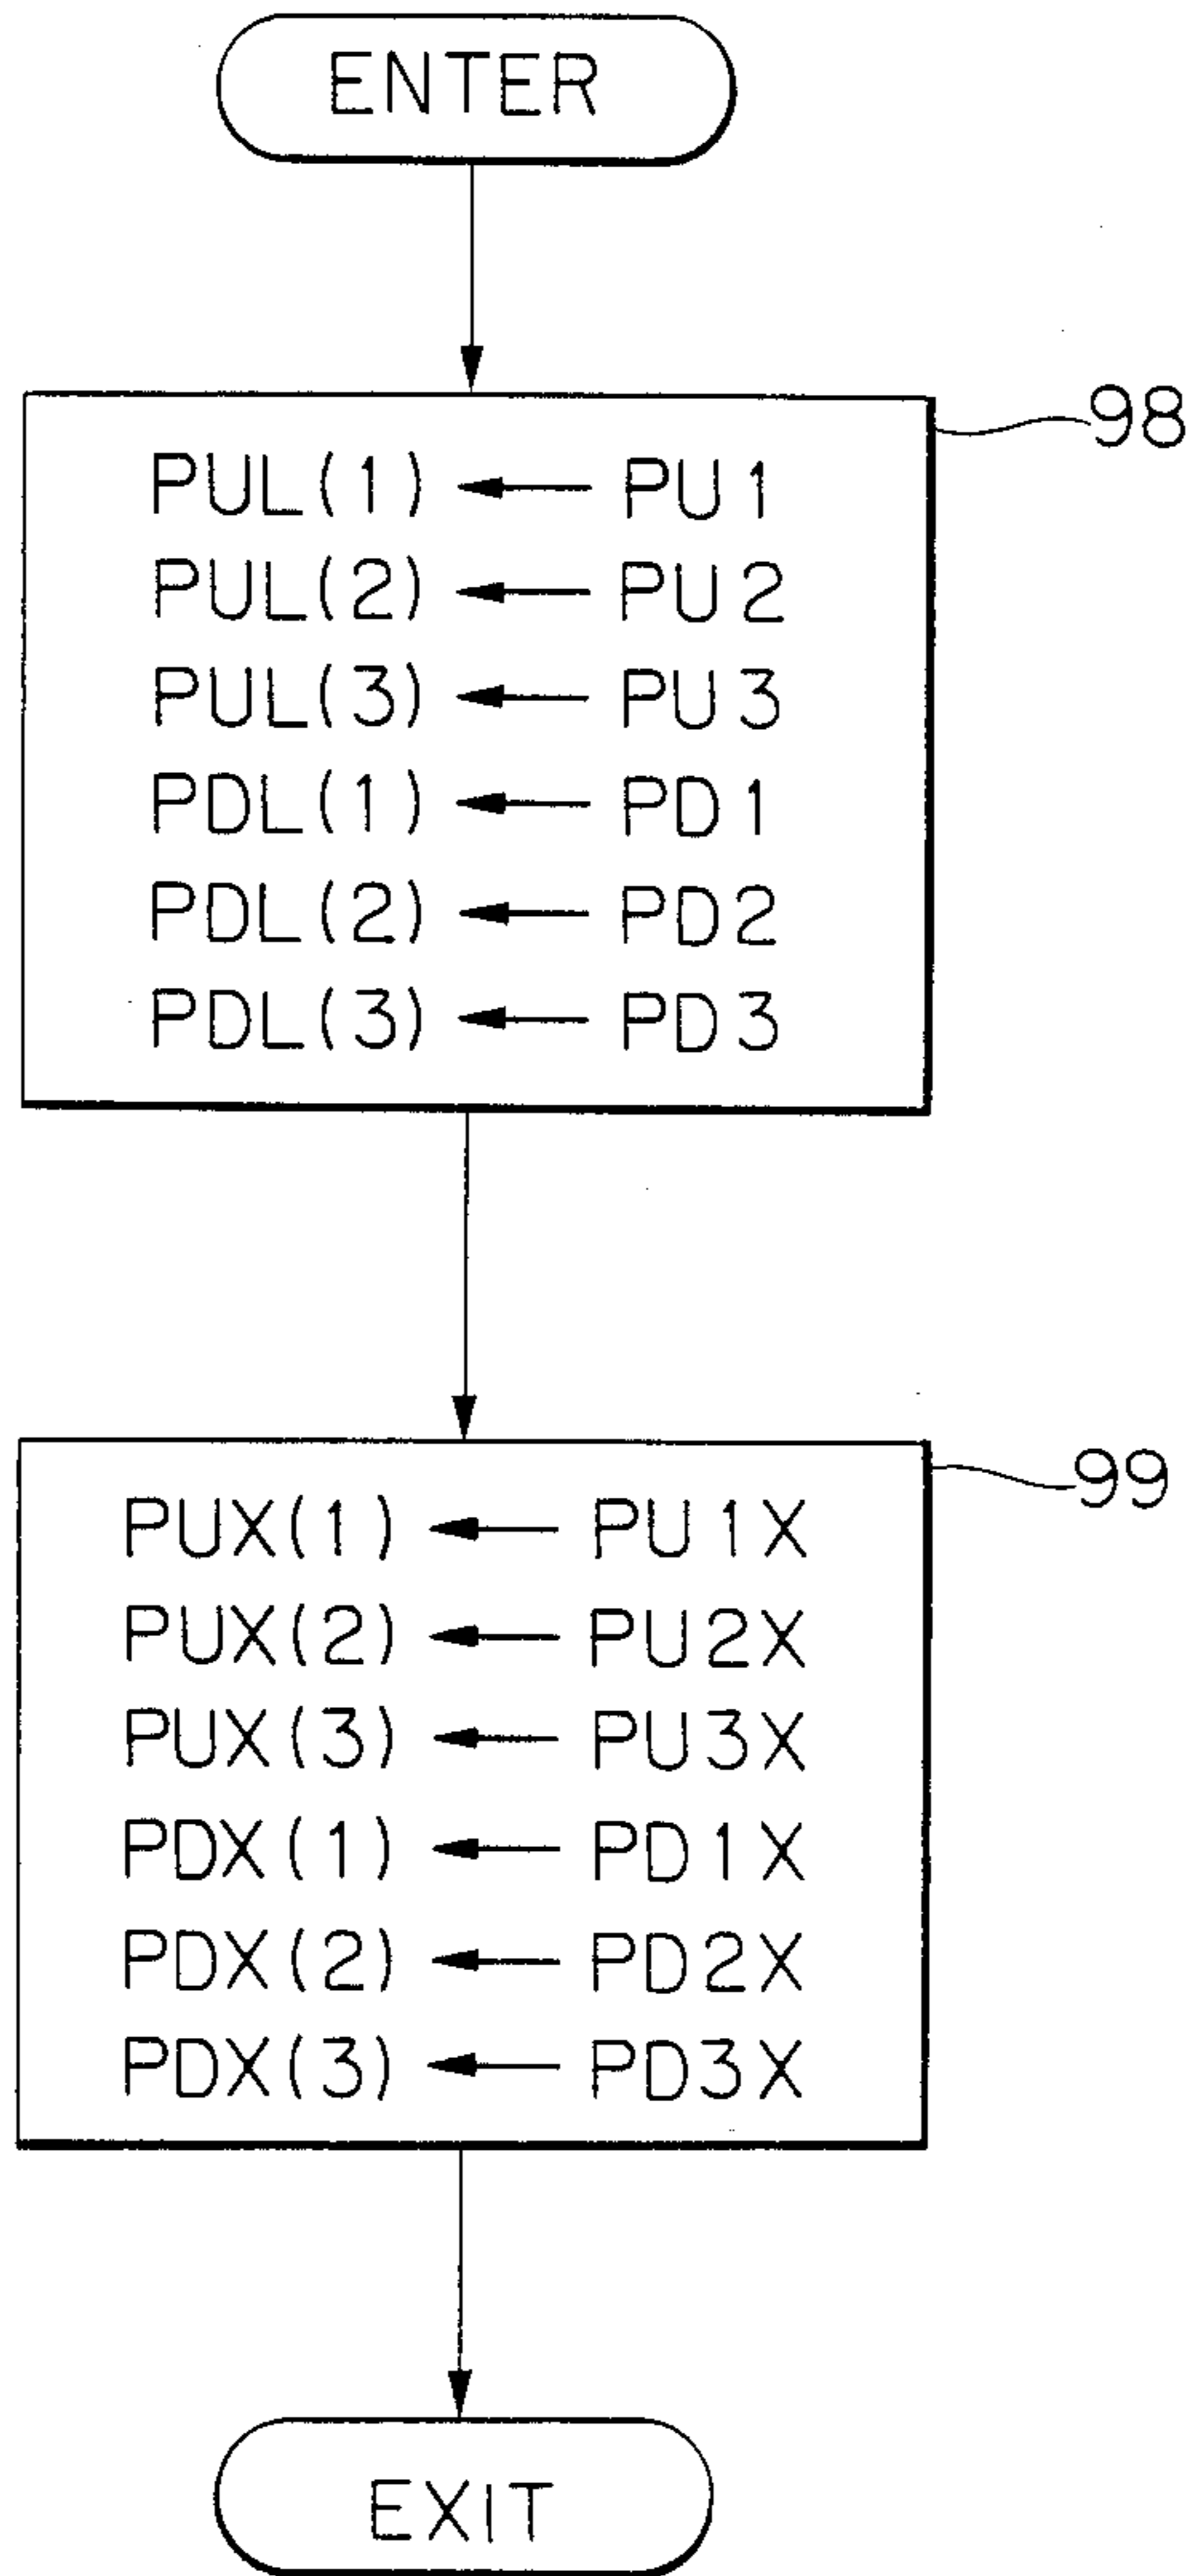 ENTER
98
PUL(1) ← PU1
PUL(2) ← PU2
PUL(3) ← PU3
PDL(1) ← PD1
PDL(2) ← PD2
PDL(3) ← PD3
99
PUX(1) ← PU1X
PUX(2) ← PU2X
PUX(3) ← PU3X
PDX(1) ← PD1X
PDX(2) ← PD2X
PDX(3) ← PD3X
EXIT